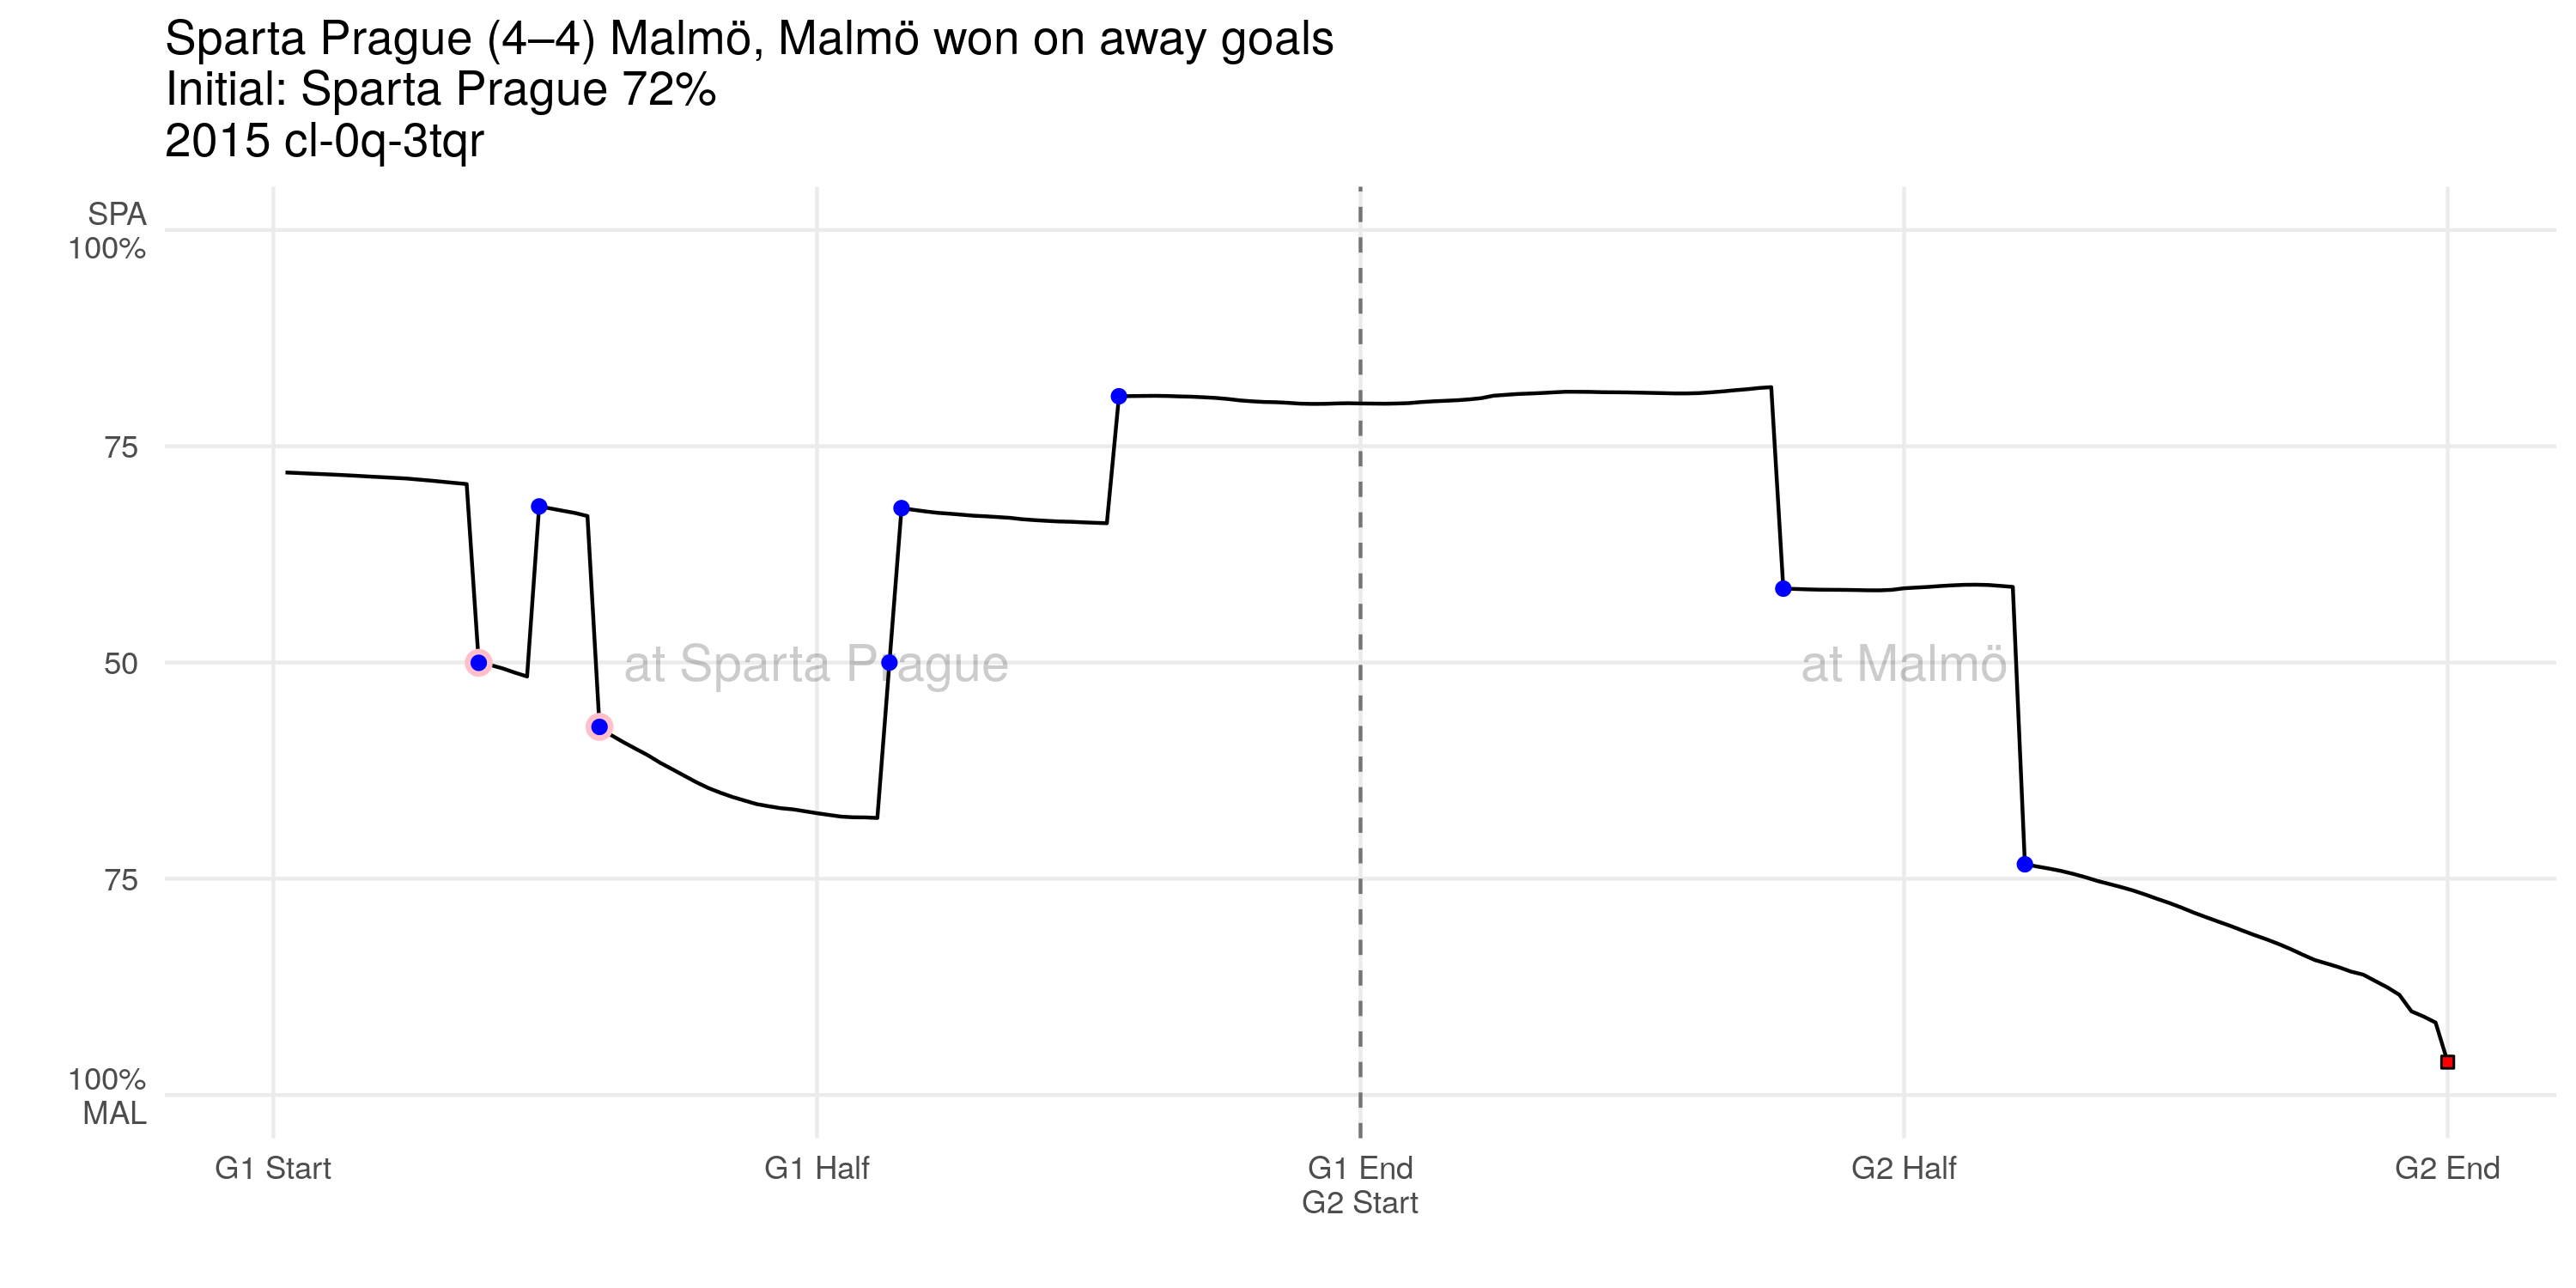 Sparta Prague (4–4) Malmö, Malmö won on away goals
Initial: Sparta Prague 72%
2015 cl-0q-3tqr
SPA
100%
75
50
75
100%
MAL
at Sparta Prague
at Malmö
G1 Start
G1 Half
G1 End
G2 Start
G2 Half
G2 End